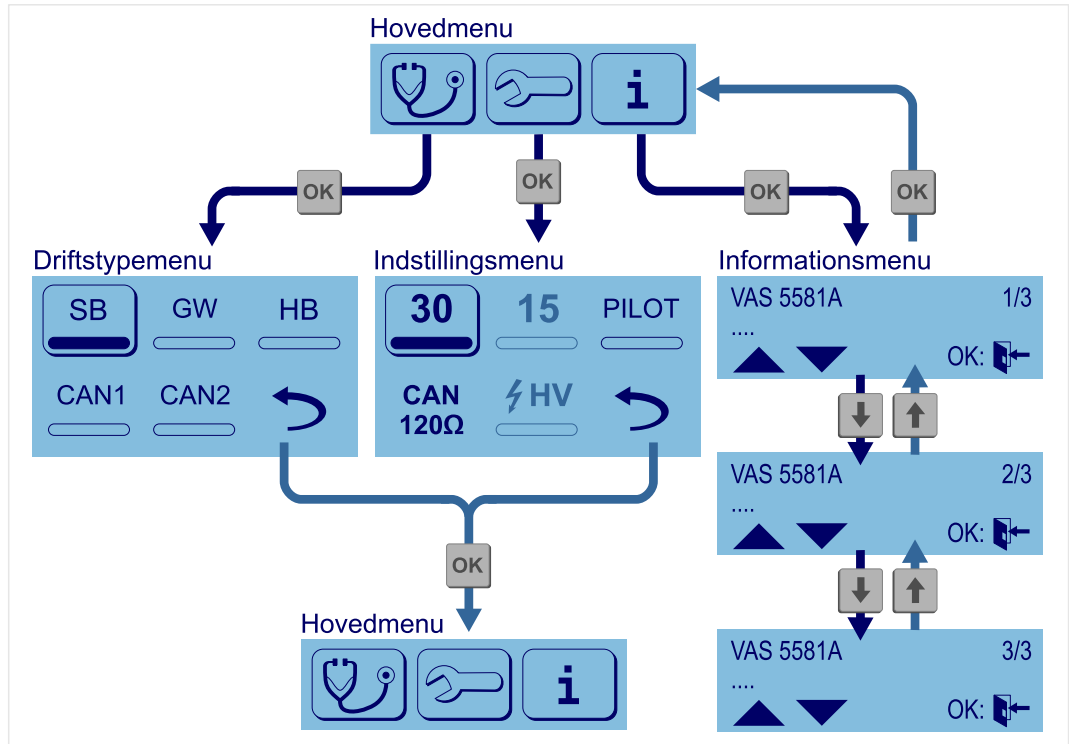 Hovedmenu
i
OK
OK
OK
OK
Driftstypemenu
SB GW HB
CAN1 CAN2
Indstillingsmenu
30 15 PILOT
CAN HV
120Ω
Informationsmenu
VAS 5581A 1/3
....
OK:
VAS 5581A 2/3
....
OK:
VAS 5581A 3/3
....
OK:
OK
Hovedmenu
i